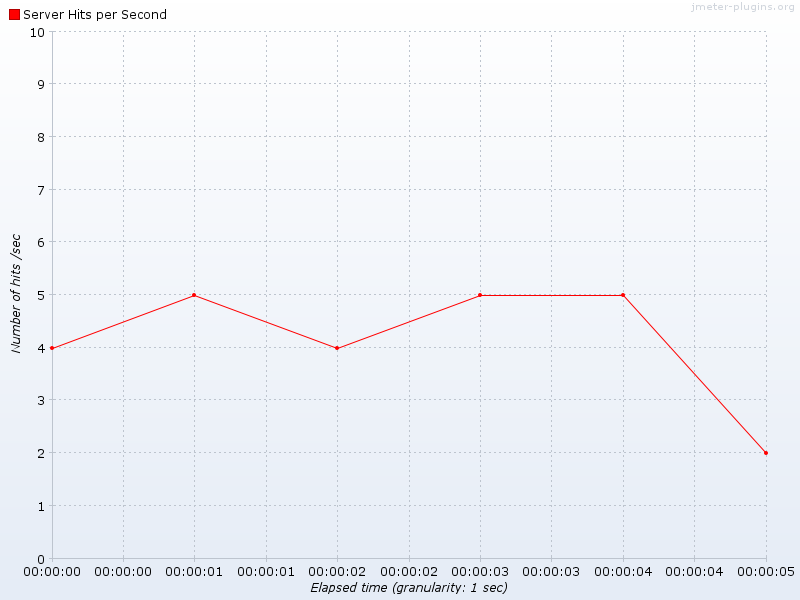 jmeter-plugins.org
Server Hits per Second
10
9
8
7
6
5
4
3
2
1
0
Number of hits /sec
00:00:00 00:00:00 00:00:01 00:00:01 00:00:02 00:00:02 00:00:03 00:00:03 00:00:04 00:00:04 00:00:05
Elapsed time (granularity: 1 sec)